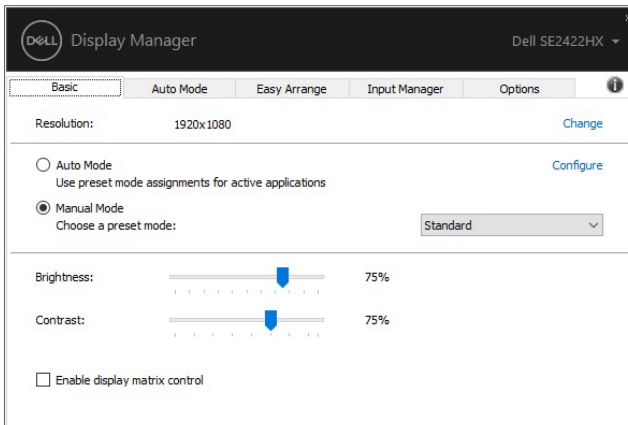 DELL Display Manager Dell SE2422HX
Basic Auto Mode Easy Arrange Input Manager Options
Resolution: 1920x1080 Change
Auto Mode Configure
Use preset mode assignments for active applications
Manual Mode
Choose a preset mode: Standard
Brightness: 75%
Contrast: 75%
Enable display matrix control